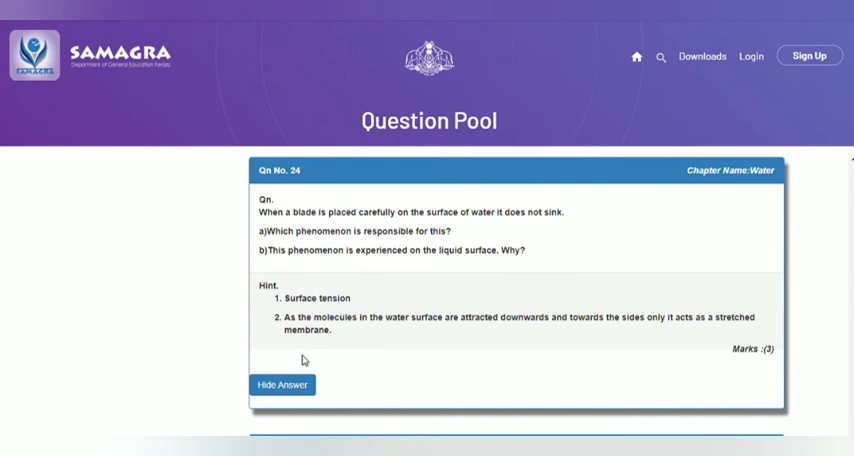 SAMAGRA
Department of General Education Kerala
SAMAGRA
Downloads Login Sign Up
Question Pool
Qn No. 24 Chapter Name:Water
Qn.
When a blade is placed carefully on the surface of water it does not sink.
a)Which phenomenon is responsible for this?
b)This phenomenon is experienced on the liquid surface. Why?
Hint.
1. Surface tension
2. As the molecules in the water surface are attracted downwards and towards the sides only it acts as a stretched
membrane.
Marks :(3)
Hide Answer